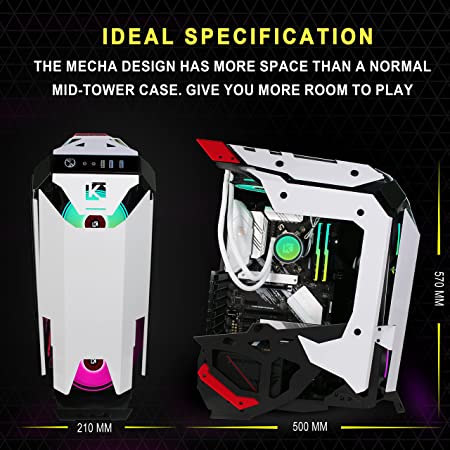 IDEAL SPECIFICATION
THE MECHA DESIGN HAS MORE SPACE THAN A NORMAL
MID-TOWER CASE. GIVE YOU MORE ROOM TO PLAY
K
K
K
K
570 MM
210 MM
500 MM